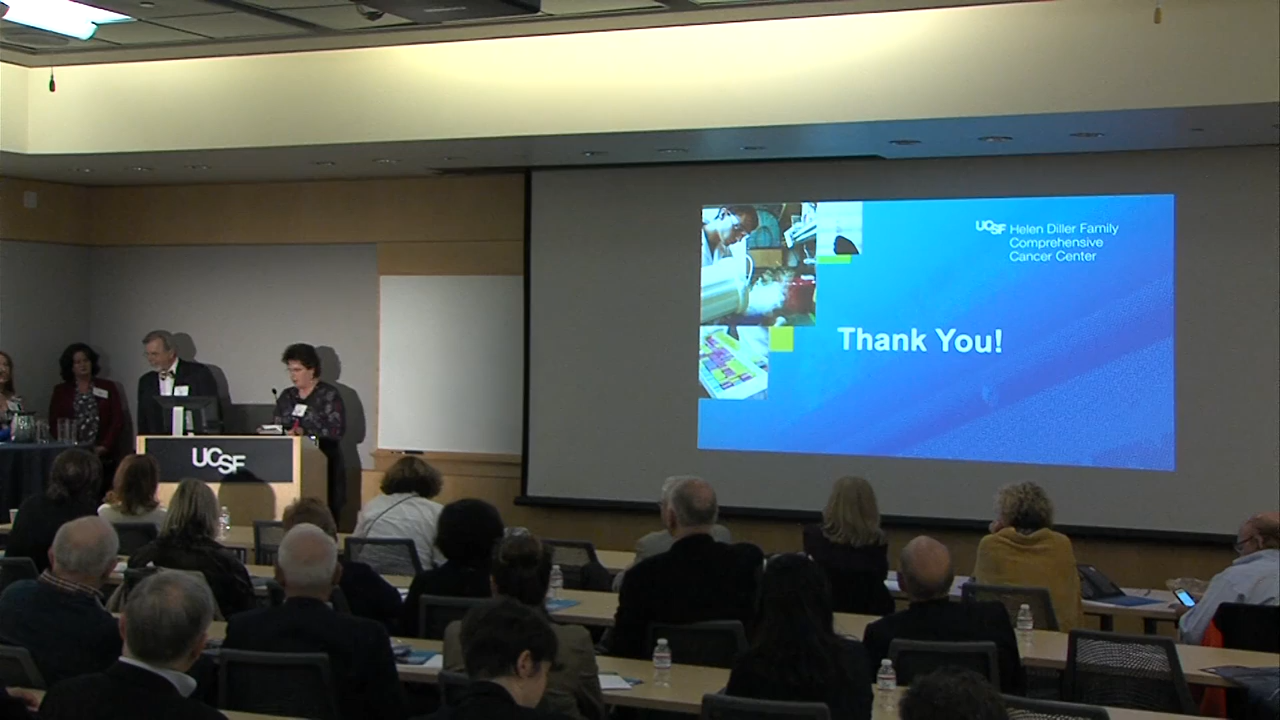 UCSF Helen Diller Family
Comprehensive
Cancer Center
Thank You!
UCSF